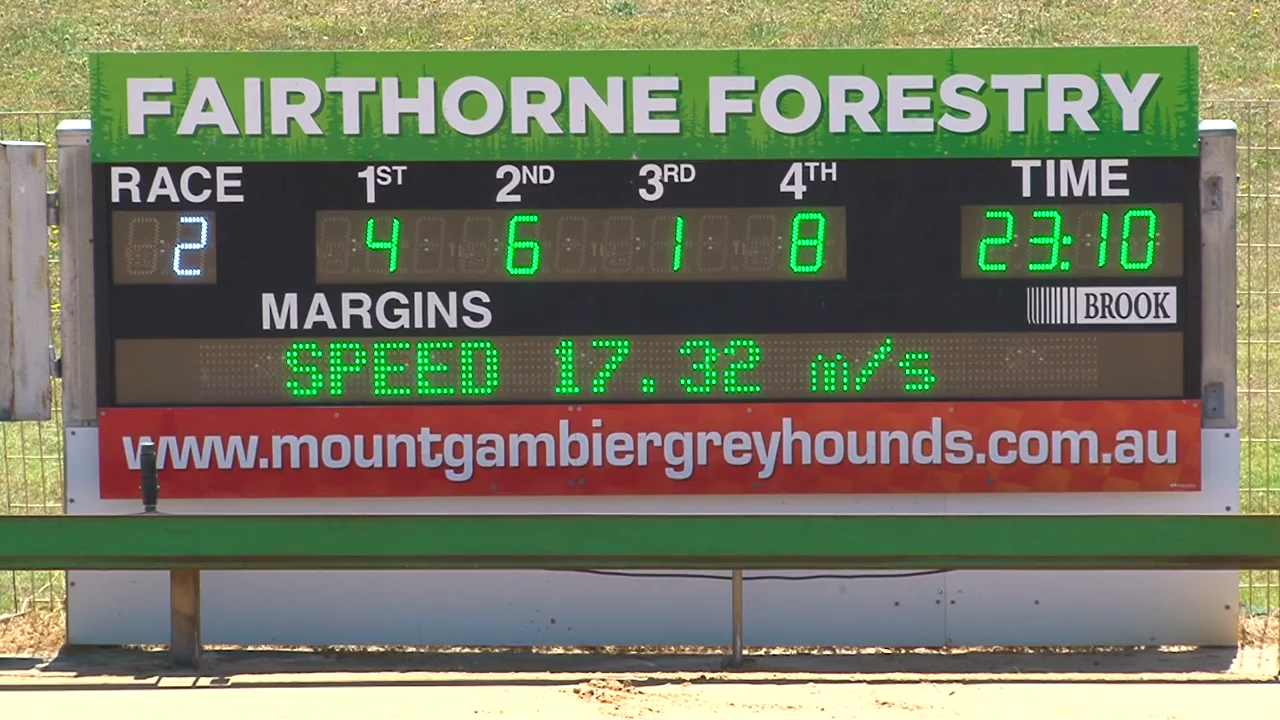 FAIRTHORNE FORESTRY
RACE 1ST 2ND 3RD 4TH TIME
2 4 6 1 8 23:10
MARGINS BROOK
SPEED 17.32 m/s
www.mountgambiergreyhounds.com.au